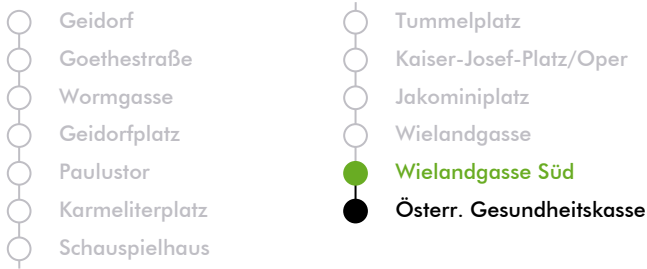 Geidorf
Goethestraße
Wormgasse
Geidorfplatz
Paulustor
Karmeliterplatz
Schauspielhaus
Tummelplatz
Kaiser-Josef-Platz/Oper
Jakominiplatz
Wielandgasse
Wielandgasse Süd
Österr. Gesundheitskasse